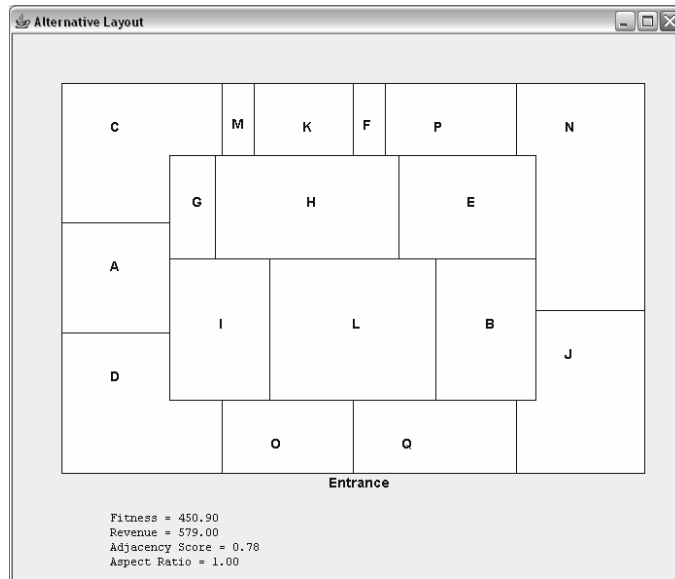 Alternative Layout
C M K F P N
G H E
A
I L B
J
D
O Q
Entrance
Fitness = 450.90
Revenue = 579.00
Adjacency Score = 0.78
Aspect Ratio = 1.00